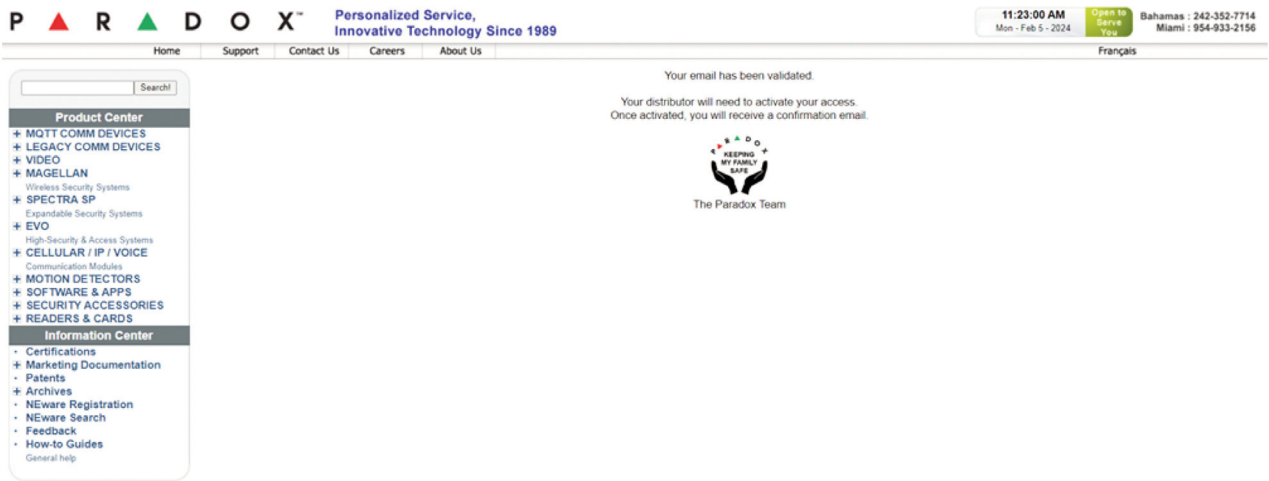 PARADOX™
Personalized Service,
Innovative Technology Since 1989
11:23:00 AM
Mon - Feb 5 - 2024
Open to
Serve
You
Bahamas : 242-352-7714
Miami : 954-933-2156
Home Support Contact Us Careers About Us Français
Search!
Product Center
+ MQTT COMM DEVICES
+ LEGACY COMM DEVICES
+ VIDEO
+ MAGELLAN
Wireless Security Systems
+ SPECTRA SP
Expandable Security Systems
+ EVO
High-Security & Access Systems
+ CELLULAR / IP / VOICE
Communication Modules
+ MOTION DETECTORS
+ SOFTWARE & APPS
+ SECURITY ACCESSORIES
+ READERS & CARDS
Information Center
· Certifications
+ Marketing Documentation
· Patents
+ Archives
· NEware Registration
· NEware Search
· Feedback
· How-to Guides
General help
Your email has been validated.
Your distributor will need to activate your access.
Once activated, you will receive a confirmation email.
PARADOX
KEEPING
MY FAMILY
SAFE
The Paradox Team